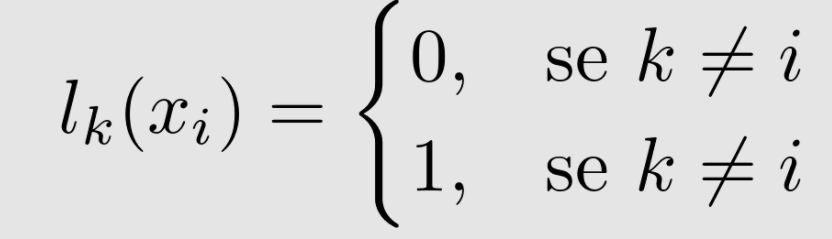 l_k(x_i) = { 0, se k ≠ i
1, se k ≠ i